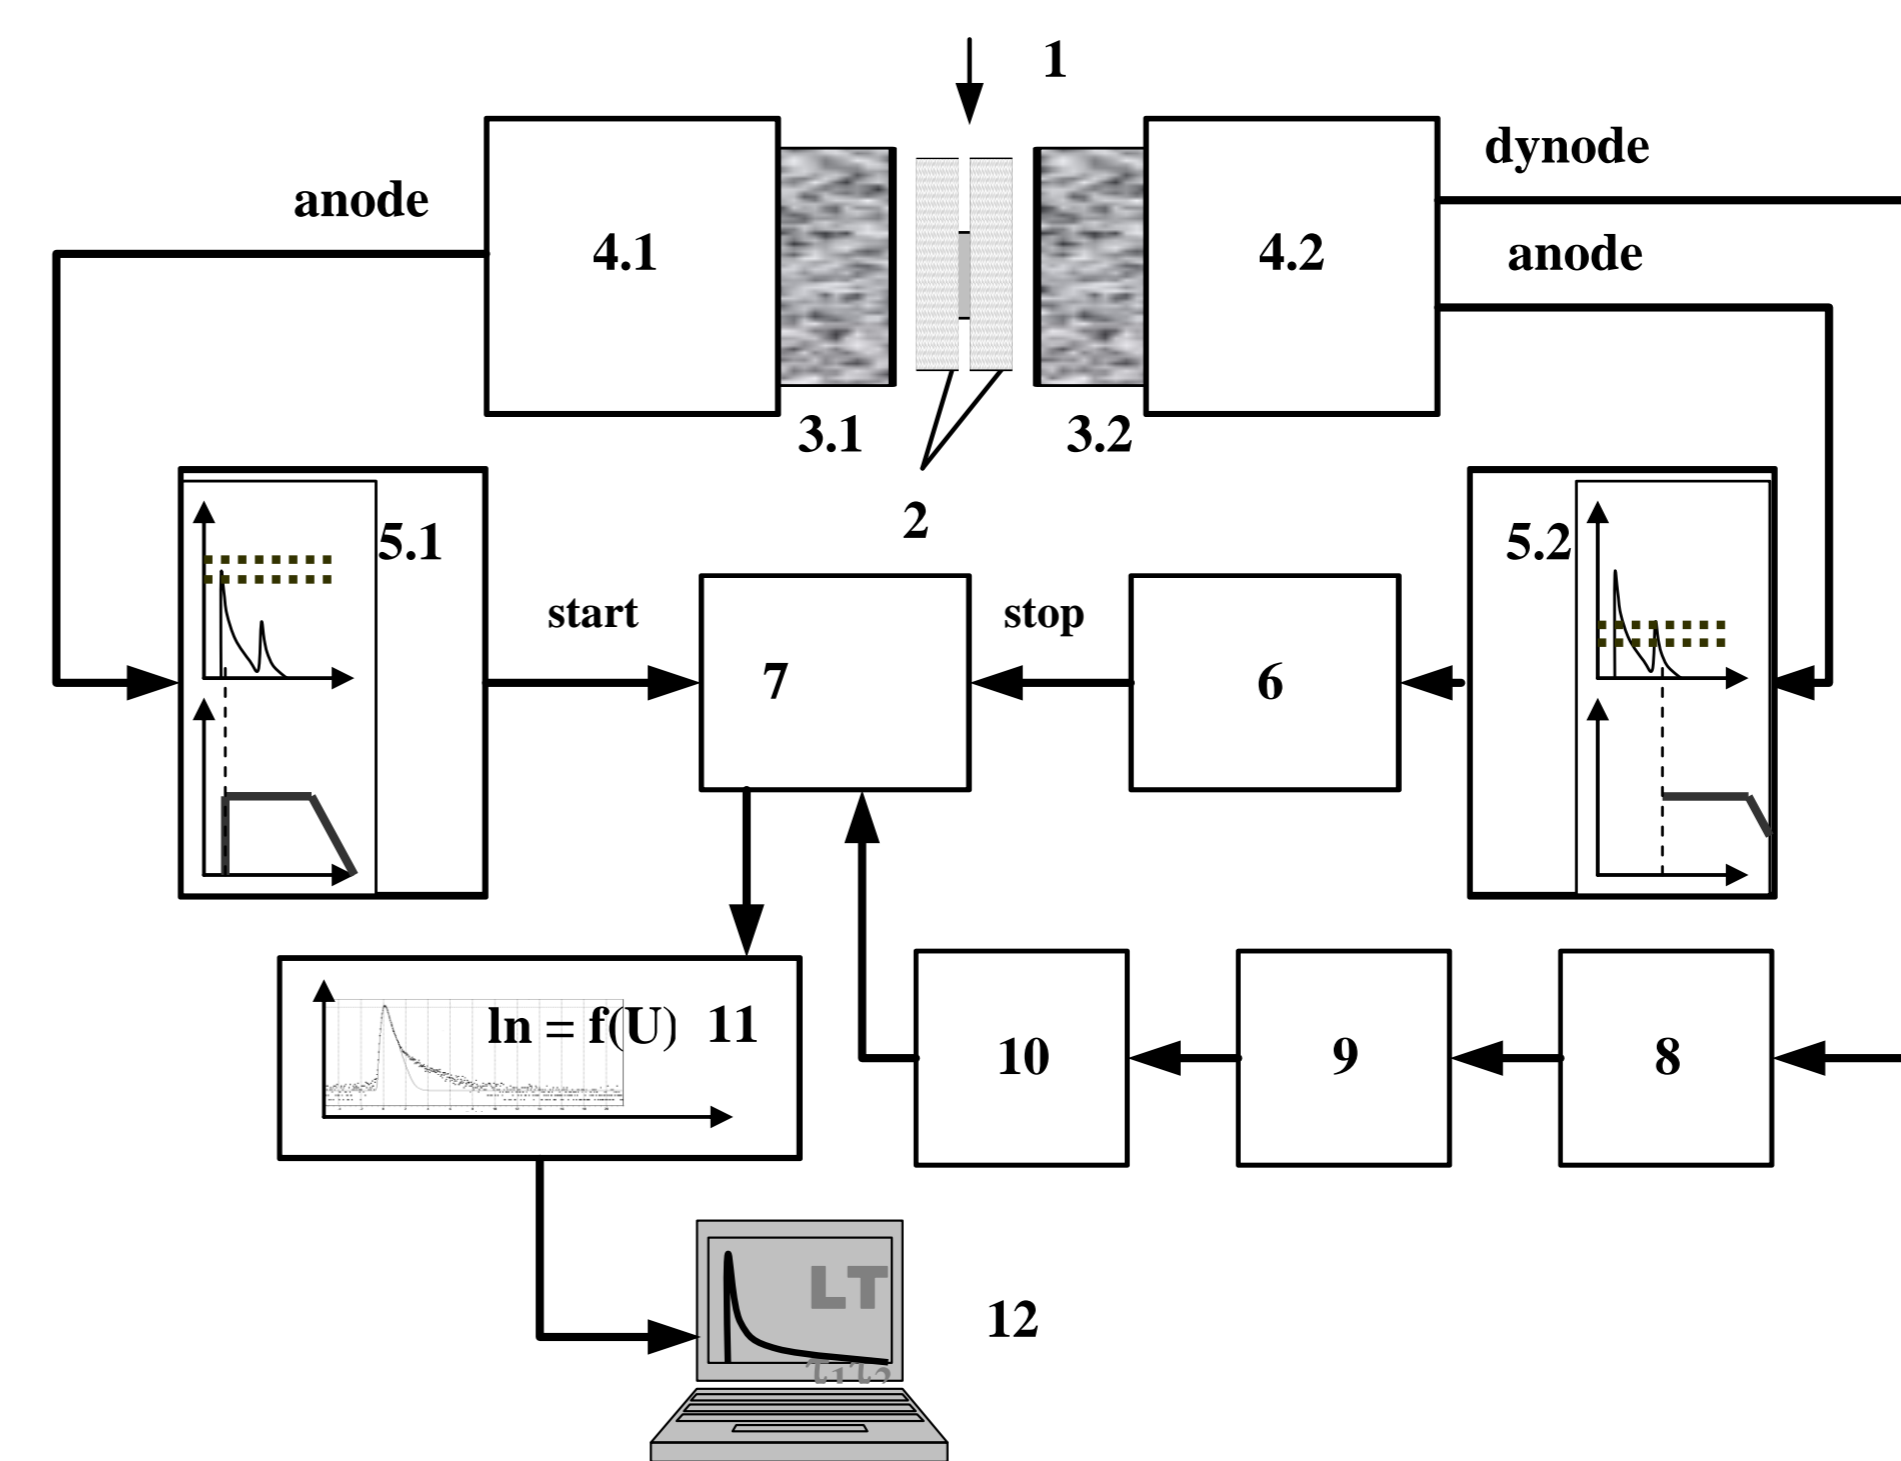 1
dynode
anode
anode
4.1
4.2
3.1
3.2
2
5.1
5.2
start
stop
7
6
ln = f(U) 11
10
9
8
LT
12
τ1τ2